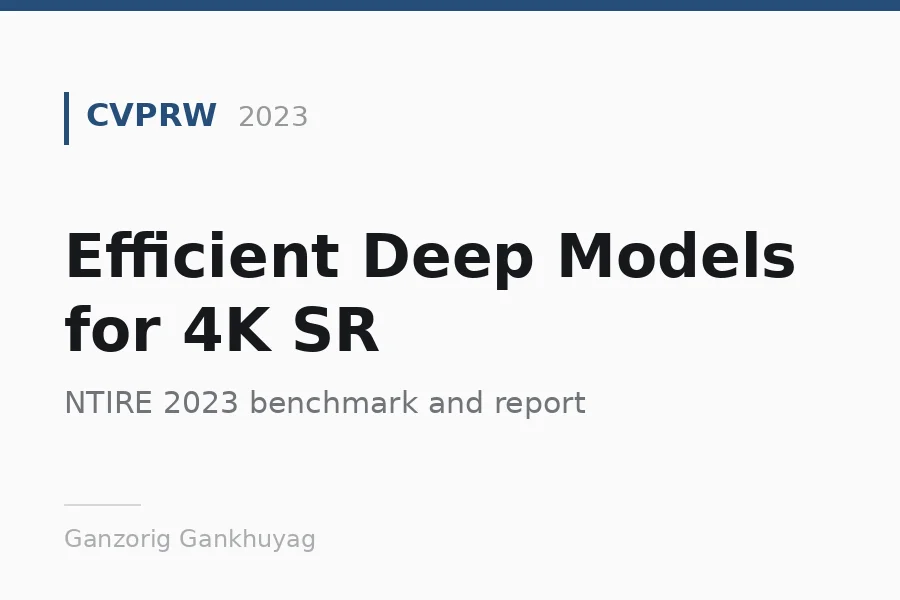 CVPRW 2023
Efficient Deep Models
for 4K SR
NTIRE 2023 benchmark and report
Ganzorig Gankhuyag